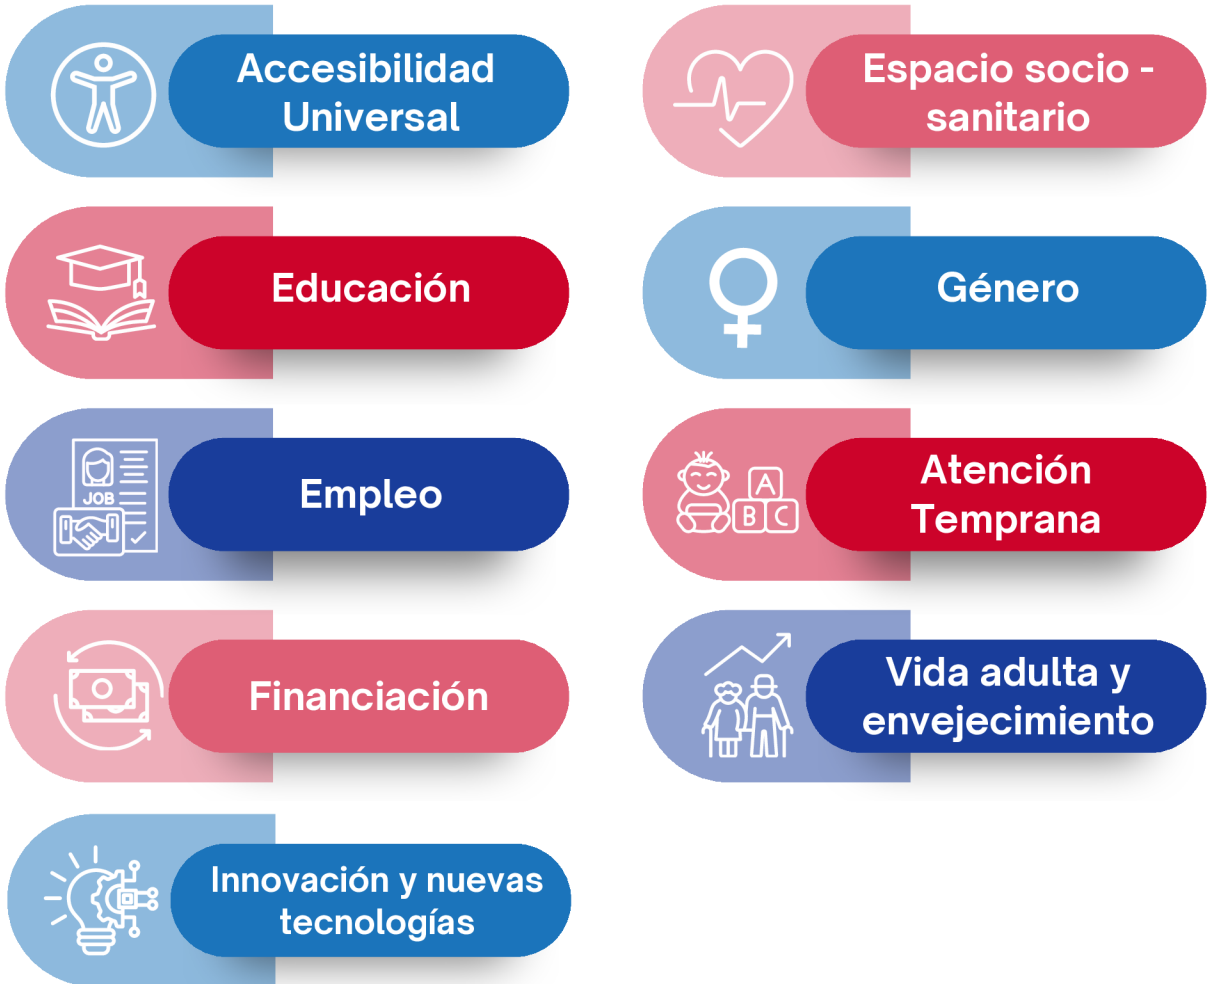 Accesibilidad
Universal
Educación
JOB
Empleo
Financiación
Innovación y nuevas
tecnologías
Espacio socio -
sanitario
Género
A
B C
Atención
Temprana
Vida adulta y
envejecimiento